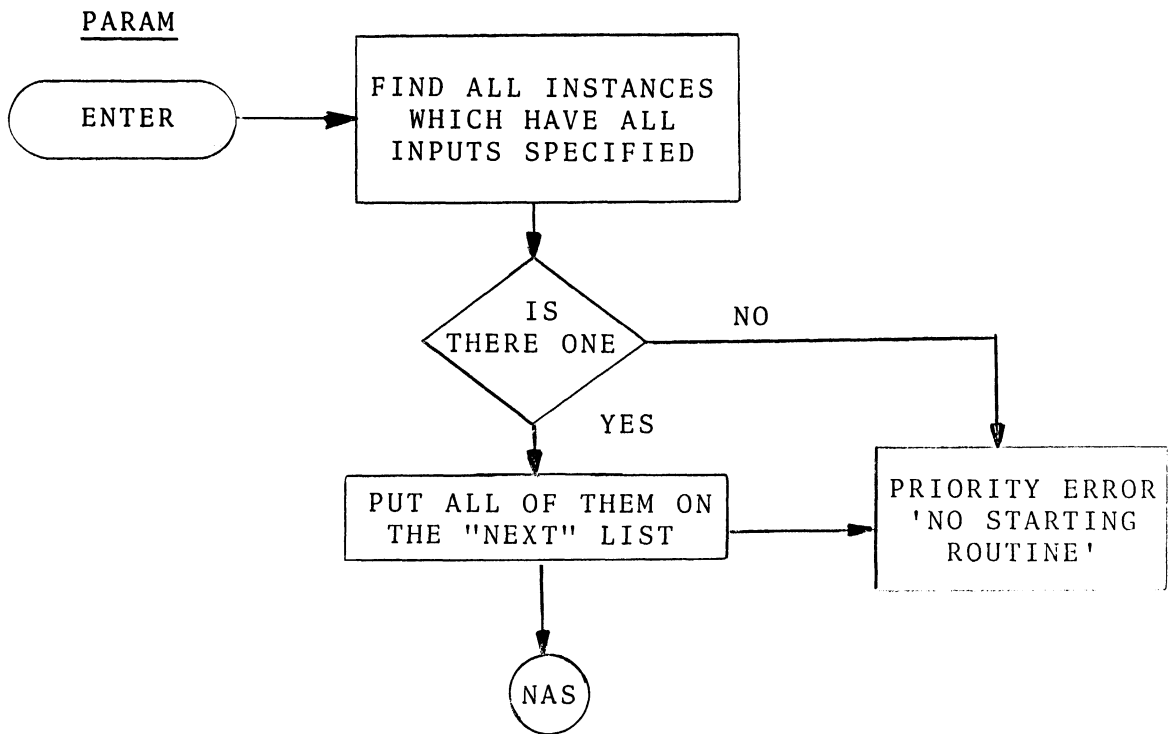 PARAM
ENTER
FIND ALL INSTANCES
WHICH HAVE ALL
INPUTS SPECIFIED
IS
THERE ONE
NO
YES
PUT ALL OF THEM ON
THE "NEXT" LIST
PRIORITY ERROR
'NO STARTING
ROUTINE'
NAS